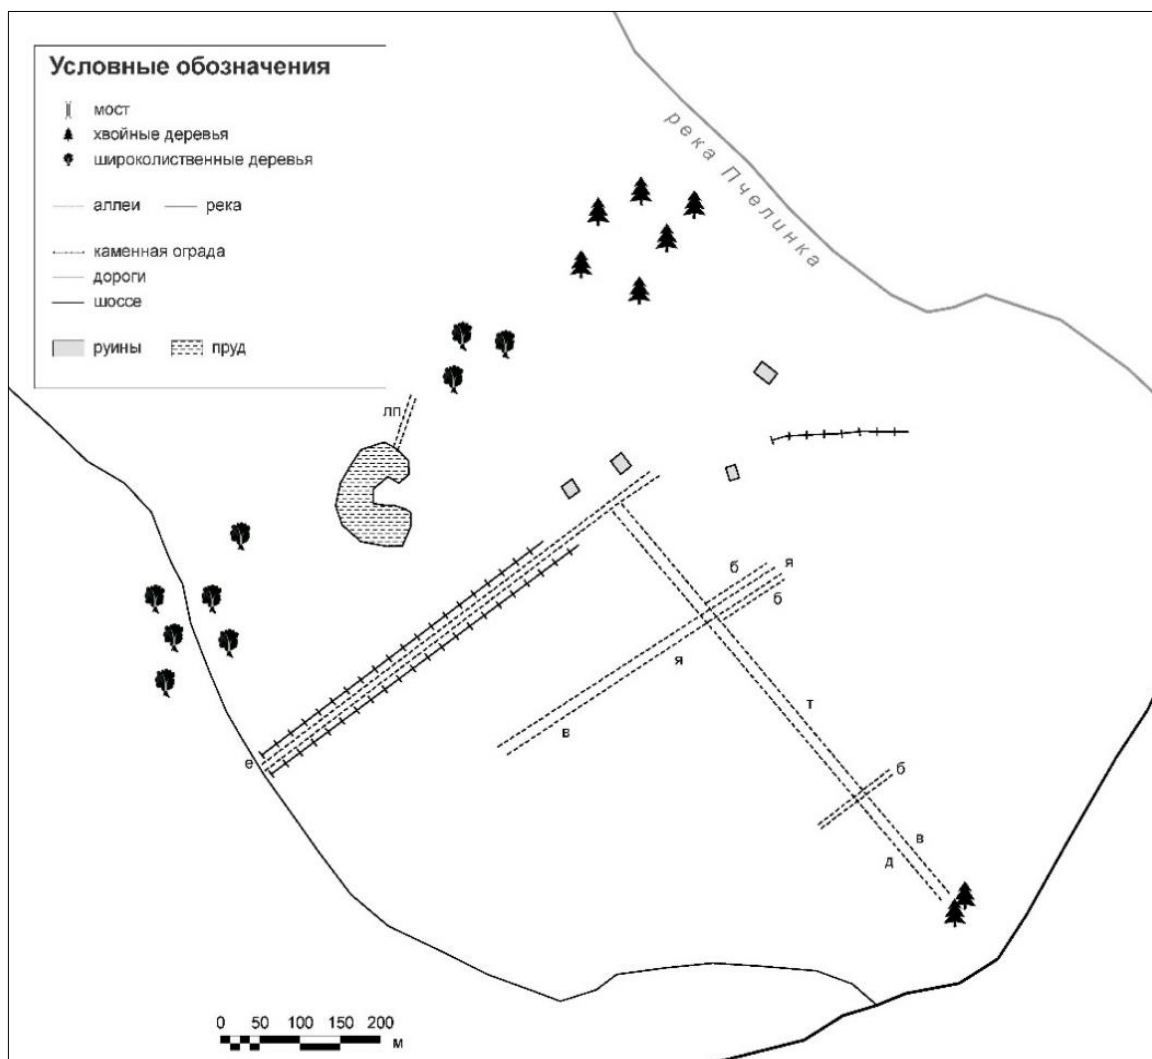 Условные обозначения
мост
хвойные деревья
широколиственные деревья
аллеи река
каменная ограда
дороги
шоссе
руины пруд
река Пчелинка
лп
б я
б
я
в
е
т
б
в
д
0 50 100 150 200
м